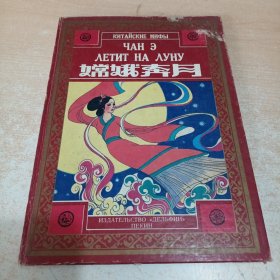 КИТАЙСКИЕ МИФЫ
ЧАН Э
ЛЕТИТ НА ЛУНУ
嫦娥奔月
ИЗДАТЕЛЬСТВО «ДЕЛЬФИН»
ПЕКИН